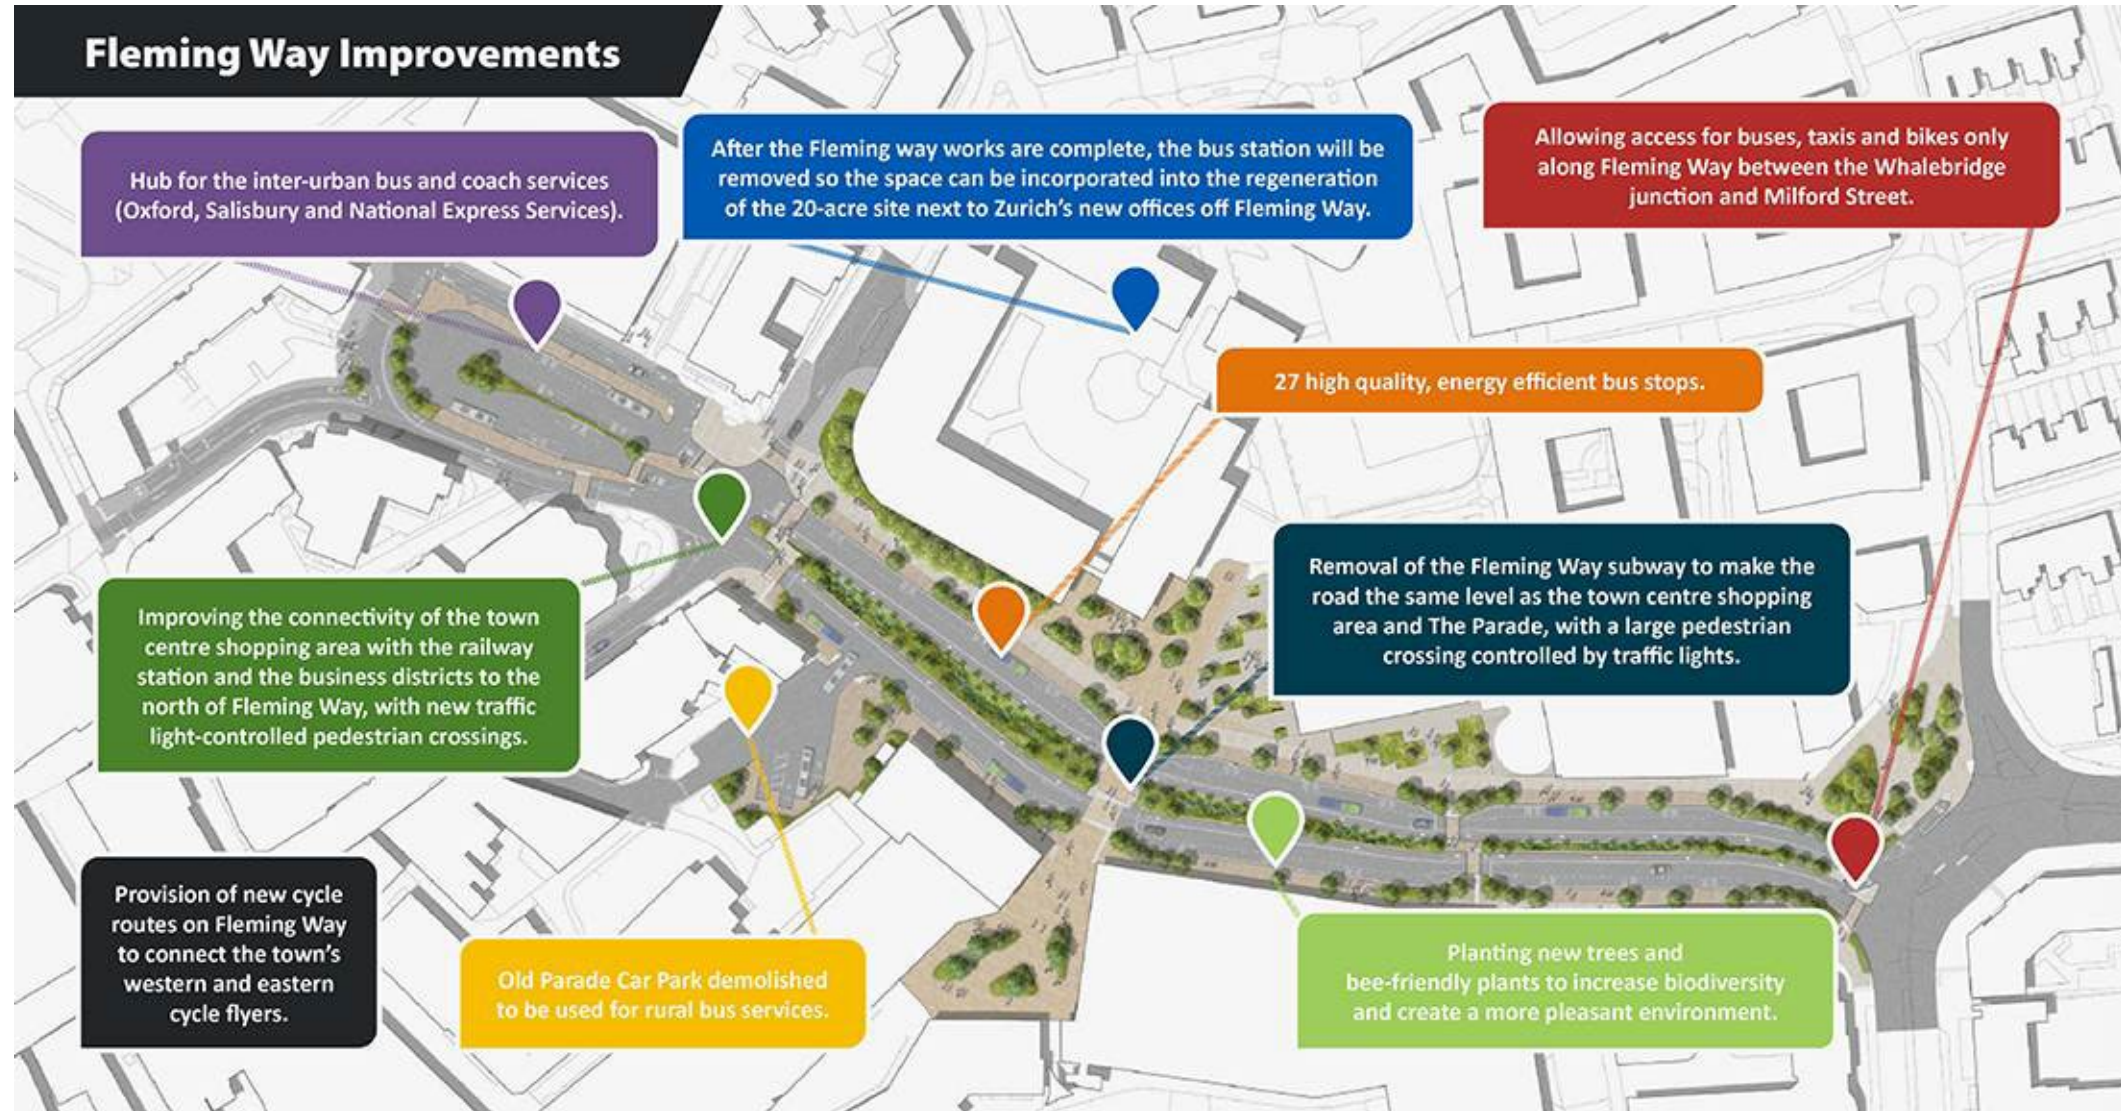 Fleming Way Improvements
Hub for the inter-urban bus and coach services
(Oxford, Salisbury and National Express Services).
After the Fleming way works are complete, the bus station will be
removed so the space can be incorporated into the regeneration
of the 20-acre site next to Zurich's new offices off Fleming Way.
Allowing access for buses, taxis and bikes only
along Fleming Way between the Whalebridge
junction and Milford Street.
27 high quality, energy efficient bus stops.
Removal of the Fleming Way subway to make the
road the same level as the town centre shopping
area and The Parade, with a large pedestrian
crossing controlled by traffic lights.
Improving the connectivity of the town
centre shopping area with the railway
station and the business districts to the
north of Fleming Way, with new traffic
light-controlled pedestrian crossings.
Provision of new cycle
routes on Fleming Way
to connect the town's
western and eastern
cycle flyers.
Old Parade Car Park demolished
to be used for rural bus services.
Planting new trees and
bee-friendly plants to increase biodiversity
and create a more pleasant environment.